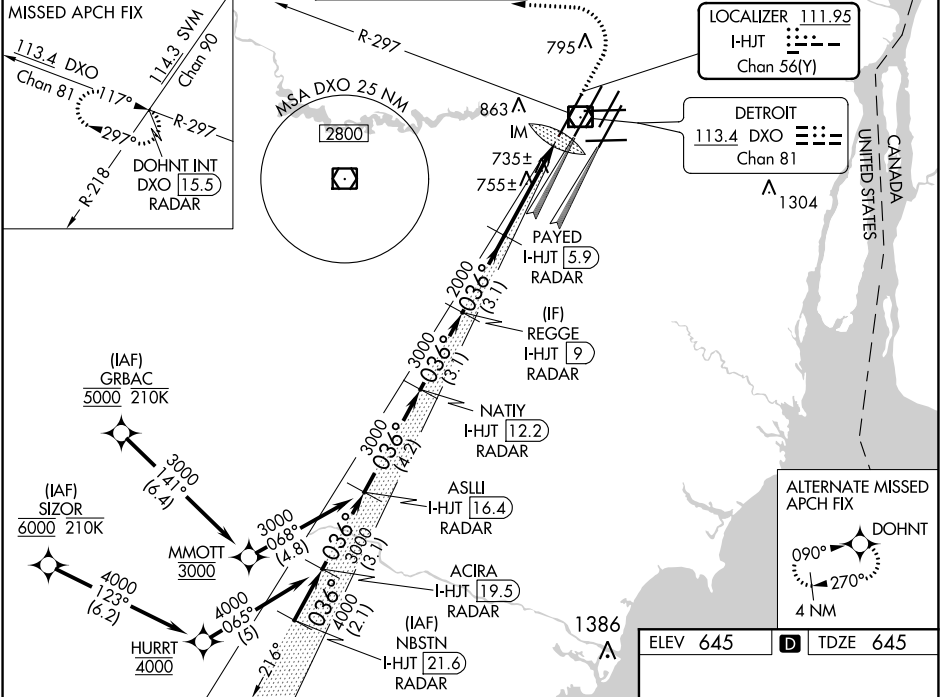 MISSED APCH FIX
113.4 DXO
Chan 81
114.3 SVM
Chan 90
117°
297°
R-297
R-218
DOHNT INT
DXO 15.5
RADAR
R-297
MSA DXO 25 NM
2800
795
863
IM
735±
755±
LOCALIZER 111.95
I-HJT
Chan 56(Y)
DETROIT
113.4 DXO
Chan 81
1304
CANADA
UNITED STATES
PAYED
I-HJT 5.9
RADAR
2000
036°
(3.1)
(IF)
REGGE
I-HJT 9
RADAR
3000
036°
(3.1)
NATIY
I-HJT 12.2
RADAR
3000
036°
(4.2)
ASLLI
I-HJT 16.4
RADAR
036°
3000
(3.1)
ACIRA
I-HJT 19.5
RADAR
036°
4000
(2.1)
(IAF)
NBSTN
I-HJT 21.6
RADAR
216°
(IAF)
GRBAC
5000 210K
3000
141°
(6.4)
(IAF)
SIZOR
6000 210K
4000
123°
(6.2)
MMOTT
3000
3000
068°
(4.8)
HURRT
4000
4000
065°
(5)
1386
ALTERNATE MISSED
APCH FIX
DOHNT
090°
270°
4 NM
ELEV 645 D TDZE 645